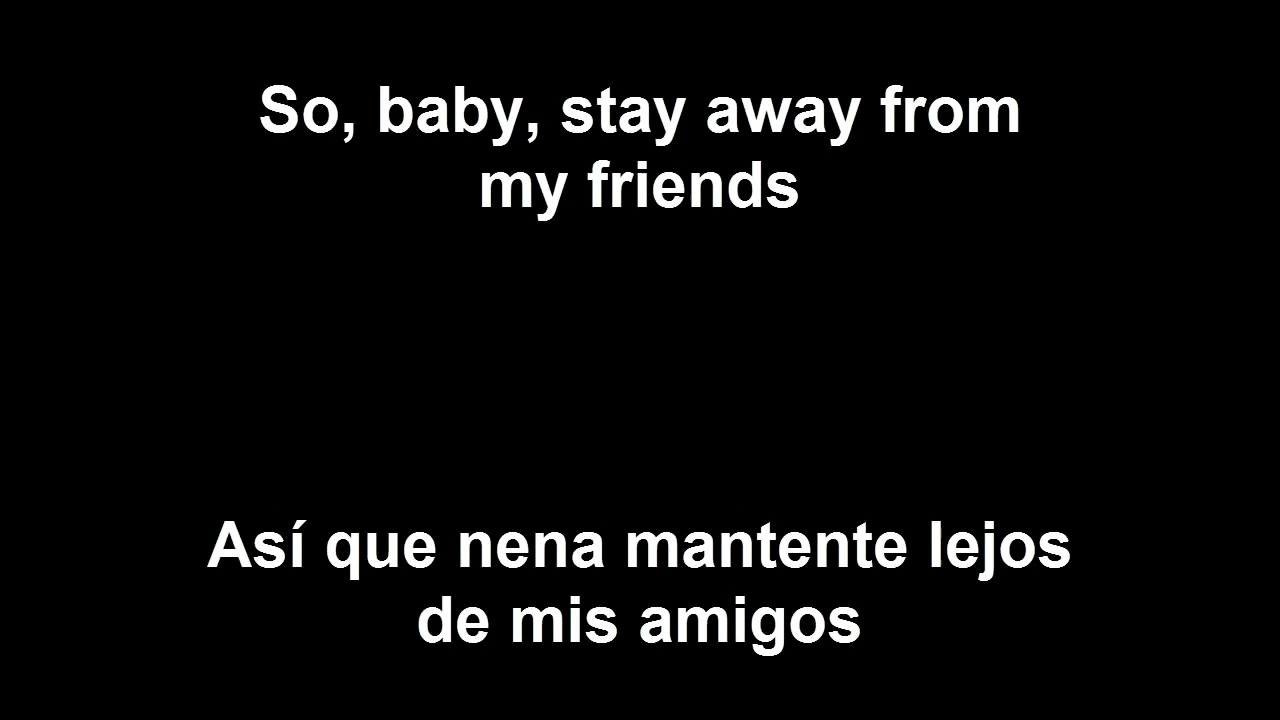 So, baby, stay away from
my friends
Así que nena mantente lejos
de mis amigos